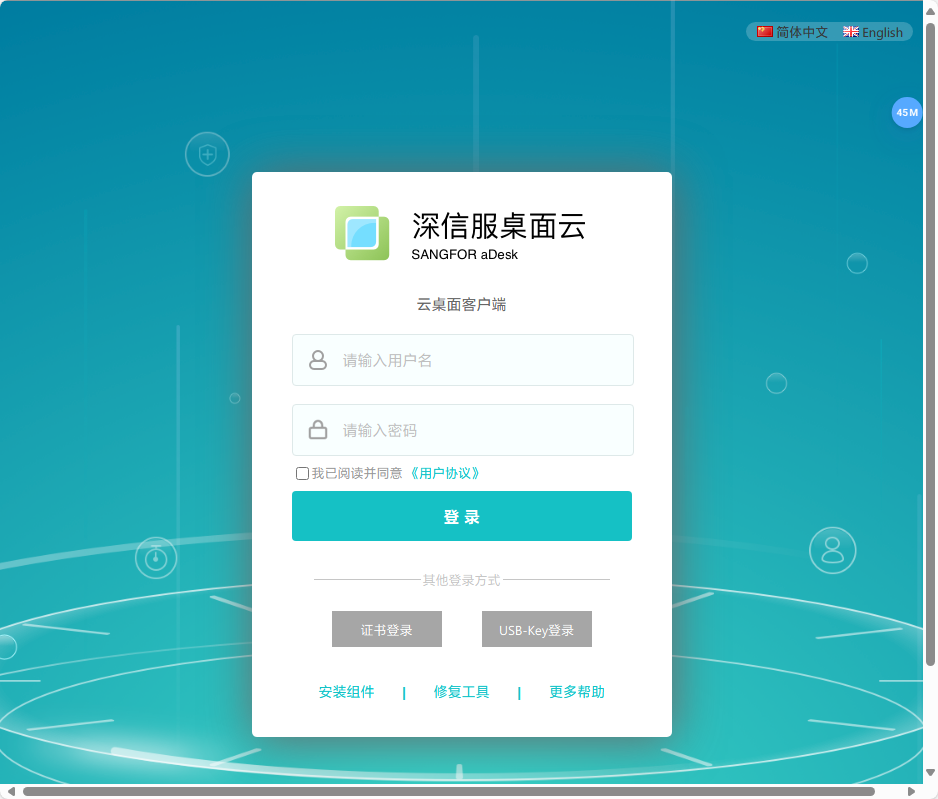 简体中文 English
45M
深信服桌面云
SANGFOR aDesk
云桌面客户端
请输入用户名
请输入密码
我已阅读并同意 《用户协议》
登 录
其他登录方式
证书登录 USB-Key登录
安装组件 | 修复工具 | 更多帮助